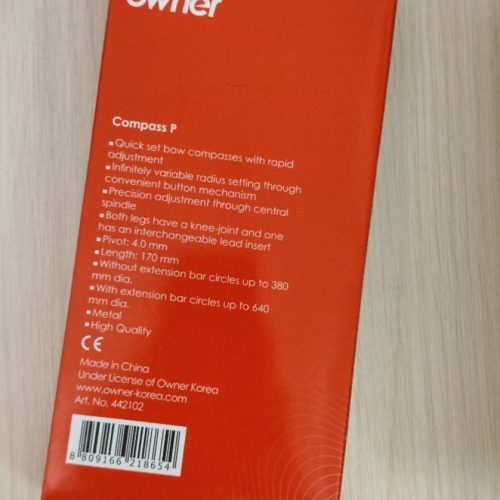 owner
Compass P
▪Quick set bow compasses with rapid
adjustment
▪Infinitely variable radius setting through
convenient button mechanism
▪Precision adjustment through central
spindle
▪Both legs have a knee-joint and one
has an interchangeable lead insert
▪Pivot: 4.0 mm
▪Length: 170 mm
▪Without extension bar circles up to 380
mm dia.
▪With extension bar circles up to 640
mm dia.
▪Metal
▪High Quality
CE
Made in China
Under License of Owner Korea
www.owner-korea.com
Art. No. 442102
8 809166 218654